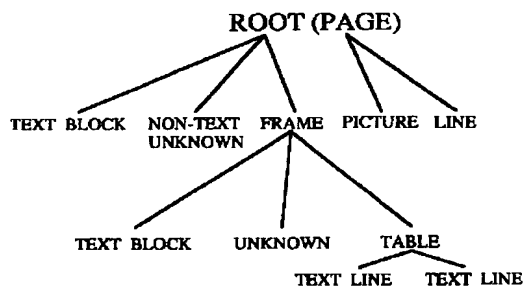 ROOT (PAGE)
TEXT BLOCK NON-TEXT UNKNOWN FRAME PICTURE LINE
TEXT BLOCK UNKNOWN TABLE
TEXT LINE TEXT LINE